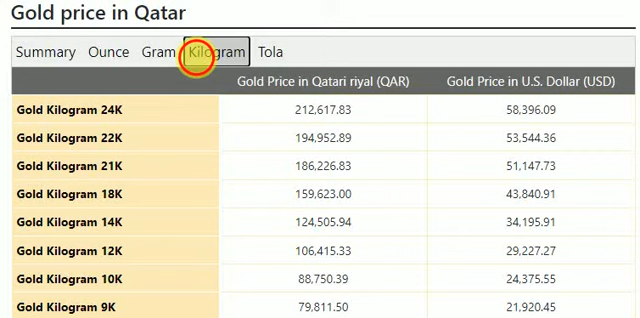 Gold price in Qatar
Summary Ounce Gram Kilogram Tola
Gold Price in Qatari riyal (QAR) Gold Price in U.S. Dollar (USD)
Gold Kilogram 24K 212,617.83 58,396.09
Gold Kilogram 22K 194,952.89 53,544.36
Gold Kilogram 21K 186,226.83 51,147.73
Gold Kilogram 18K 159,623.00 43,840.91
Gold Kilogram 14K 124,505.94 34,195.91
Gold Kilogram 12K 106,415.33 29,227.27
Gold Kilogram 10K 88,750.39 24,375.55
Gold Kilogram 9K 79,811.50 21,920.45